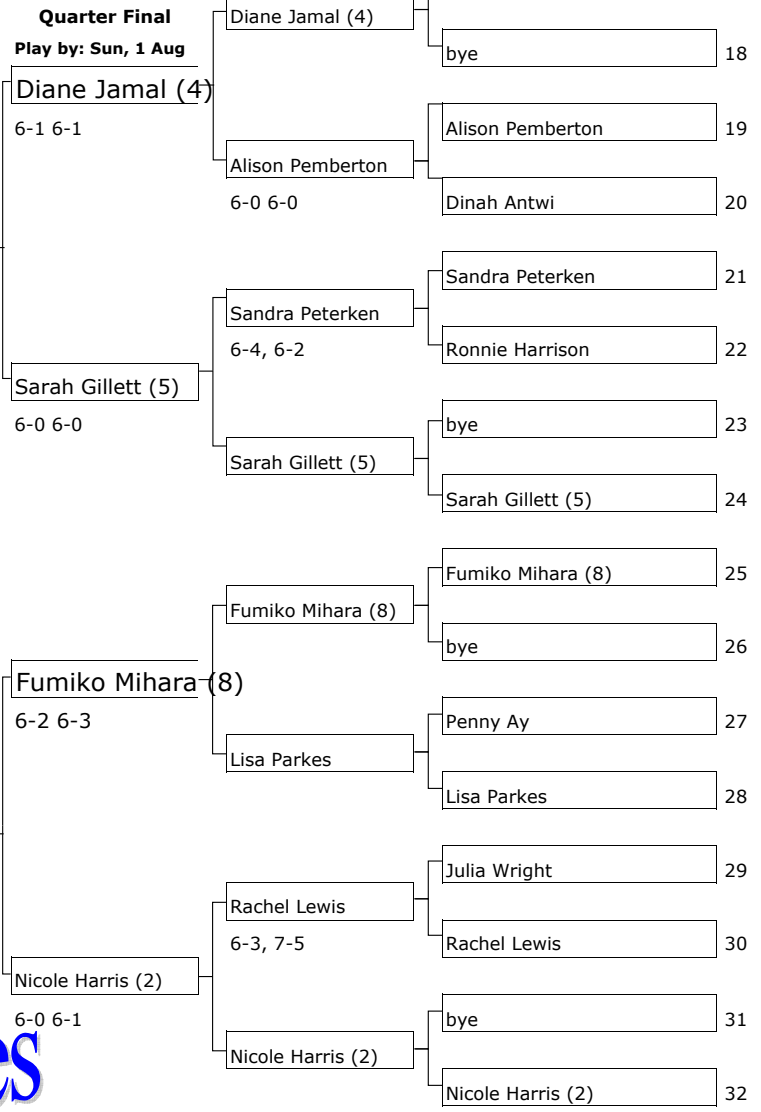 Quarter Final
Play by: Sun, 1 Aug
Diane Jamal (4)
6-1 6-1
Sarah Gillett (5)
6-0 6-0
Fumiko Mihara (8)
6-2 6-3
Nicole Harris (2)
6-0 6-1
es
Diane Jamal (4)
Alison Pemberton
6-0 6-0
Sandra Peterken
6-4, 6-2
Sarah Gillett (5)
Fumiko Mihara (8)
Lisa Parkes
Rachel Lewis
6-3, 7-5
Nicole Harris (2)
bye 18
Alison Pemberton 19
Dinah Antwi 20
Sandra Peterken 21
Ronnie Harrison 22
bye 23
Sarah Gillett (5) 24
Fumiko Mihara (8) 25
bye 26
Penny Ay 27
Lisa Parkes 28
Julia Wright 29
Rachel Lewis 30
bye 31
Nicole Harris (2) 32